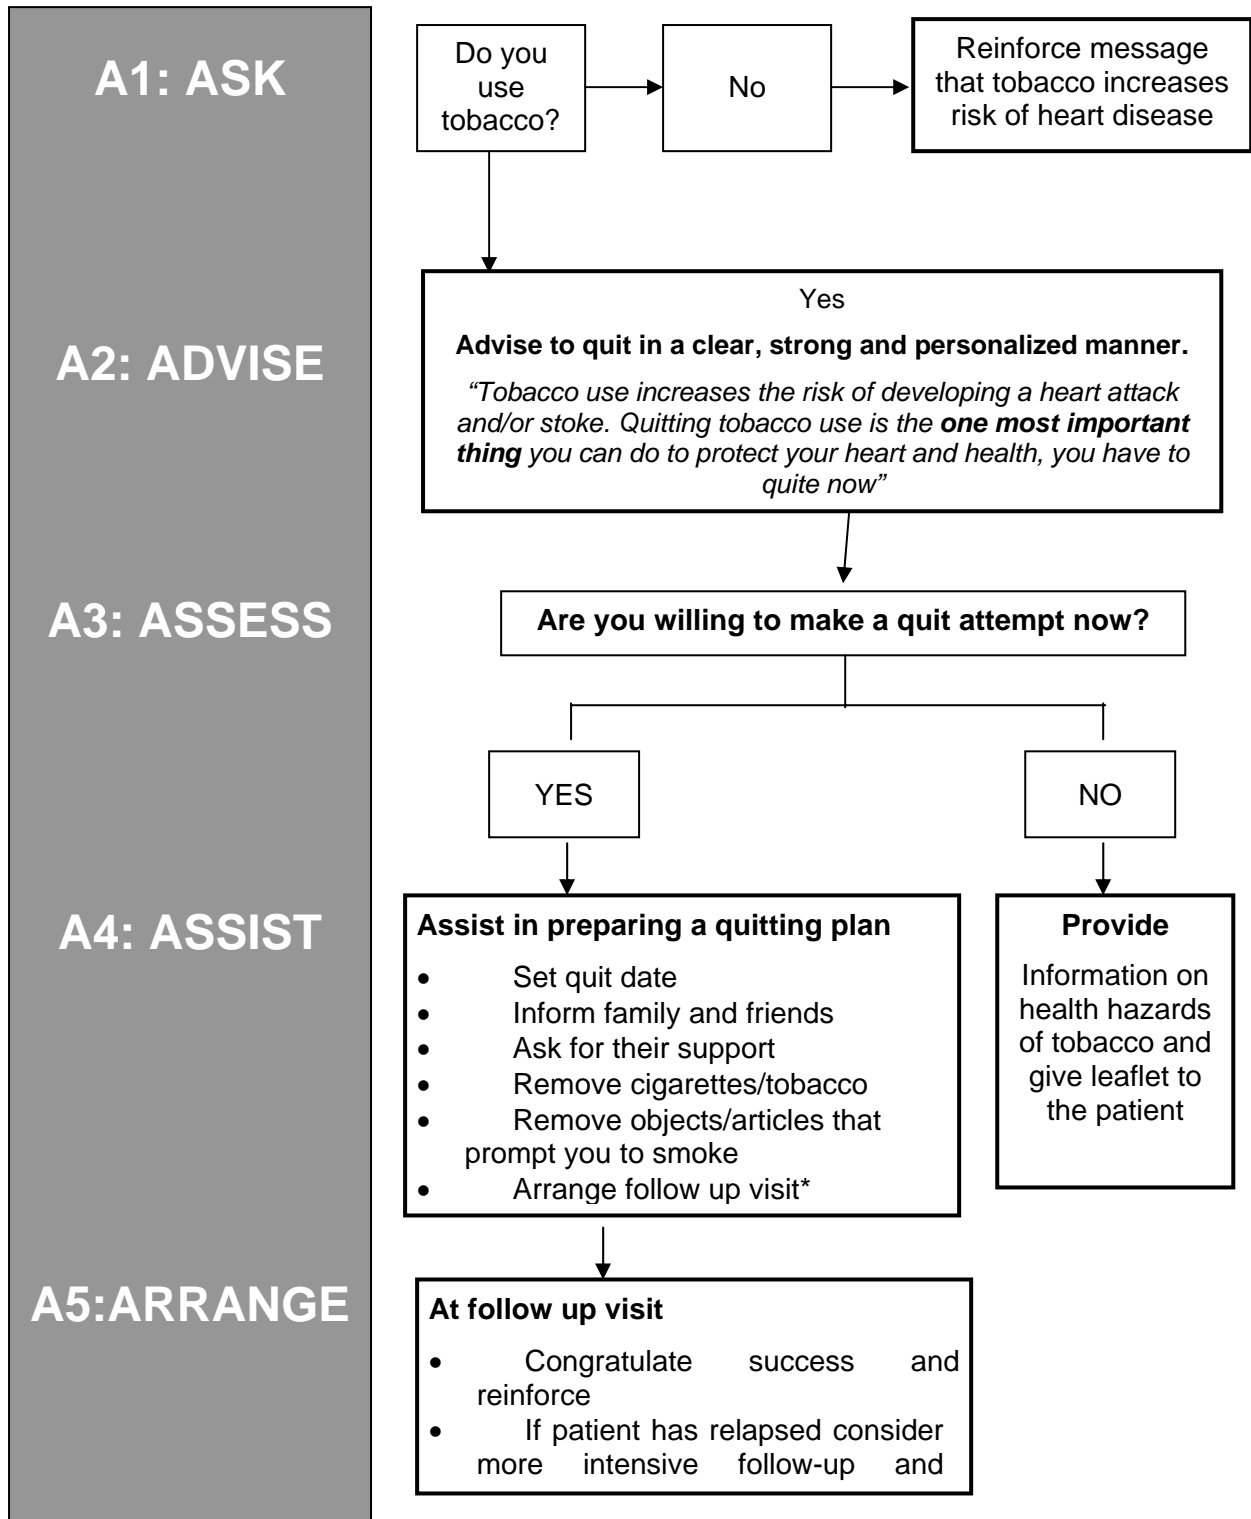 A1: ASK
Do you
use
tobacco?
No
Reinforce message
that tobacco increases
risk of heart disease
A2: ADVISE
Yes
Advise to quit in a clear, strong and personalized manner.
“Tobacco use increases the risk of developing a heart attack
and/or stoke. Quitting tobacco use is the one most important
thing you can do to protect your heart and health, you have to
quite now”
A3: ASSESS
Are you willing to make a quit attempt now?
YES
NO
A4: ASSIST
Assist in preparing a quitting plan
• Set quit date
• Inform family and friends
• Ask for their support
• Remove cigarettes/tobacco
• Remove objects/articles that
prompt you to smoke
• Arrange follow up visit*
Provide
Information on
health hazards
of tobacco and
give leaflet to
the patient
A5:ARRANGE
At follow up visit
• Congratulate success and
reinforce
• If patient has relapsed consider
more intensive follow-up and